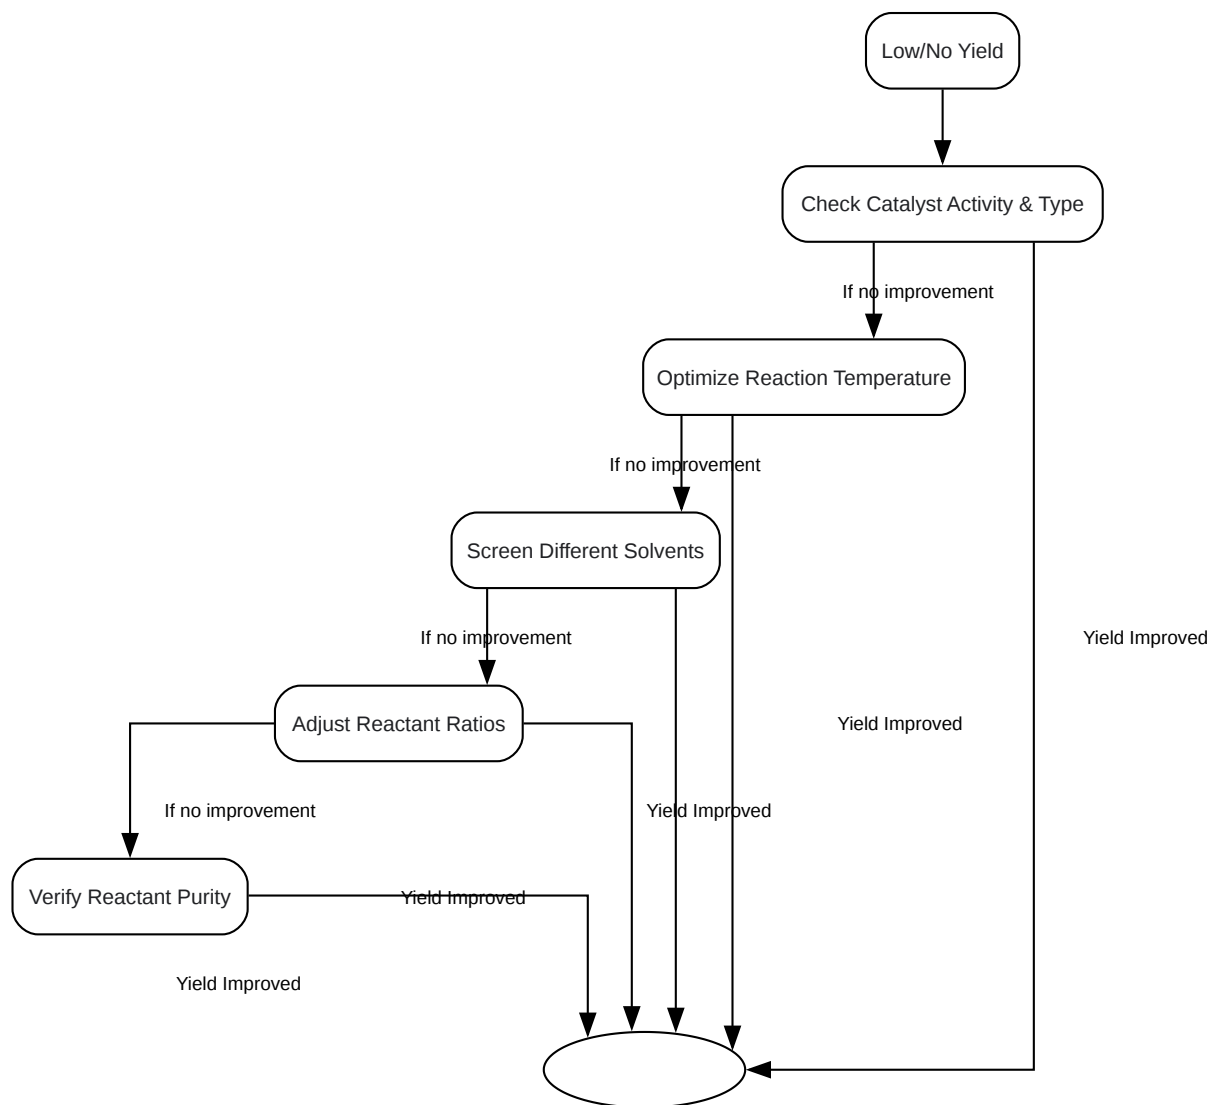 Low/No Yield
Check Catalyst Activity & Type
If no improvement
Optimize Reaction Temperature
If no improvement
Screen Different Solvents
If no improvement
Yield Improved
Adjust Reactant Ratios
Yield Improved
If no improvement
Yield Improved
Verify Reactant Purity
Yield Improved
Yield Improved